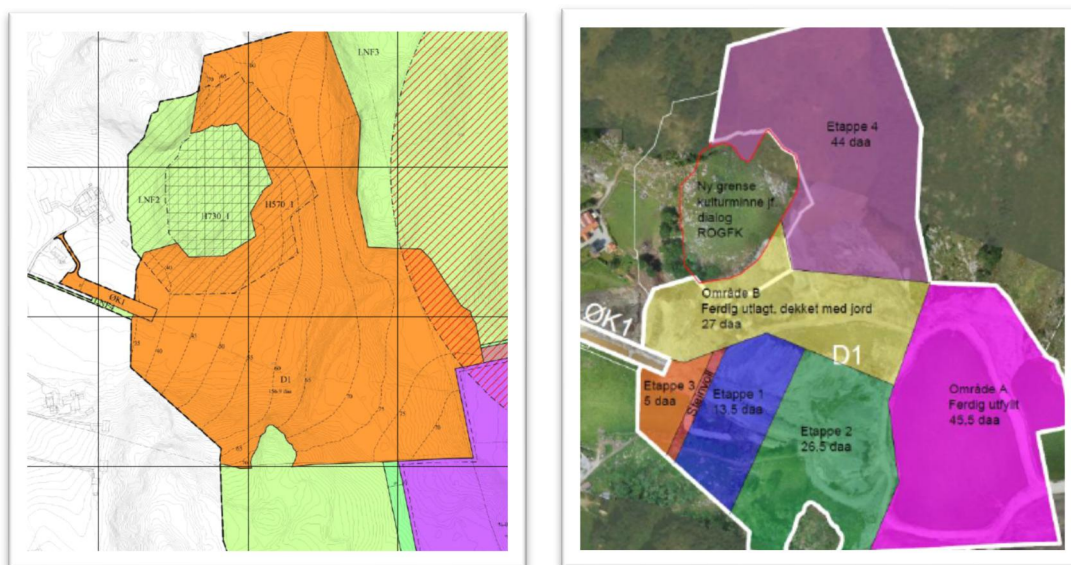 LNF3
LNF2
H730_1
H570_1
ØK1
D1
Etappe 4
44 daa
Ny grense
kulturminne jf.
dialog
ROGFK
Område B
Ferdig utlagt, dekket med jord
27 daa
ØK1
D1
Etappe 3
5 daa
Steinvoll
Etappe 1
13.5 daa
Etappe 2
26.5 daa
Område A
Ferdig utfyllt
45,5 daa